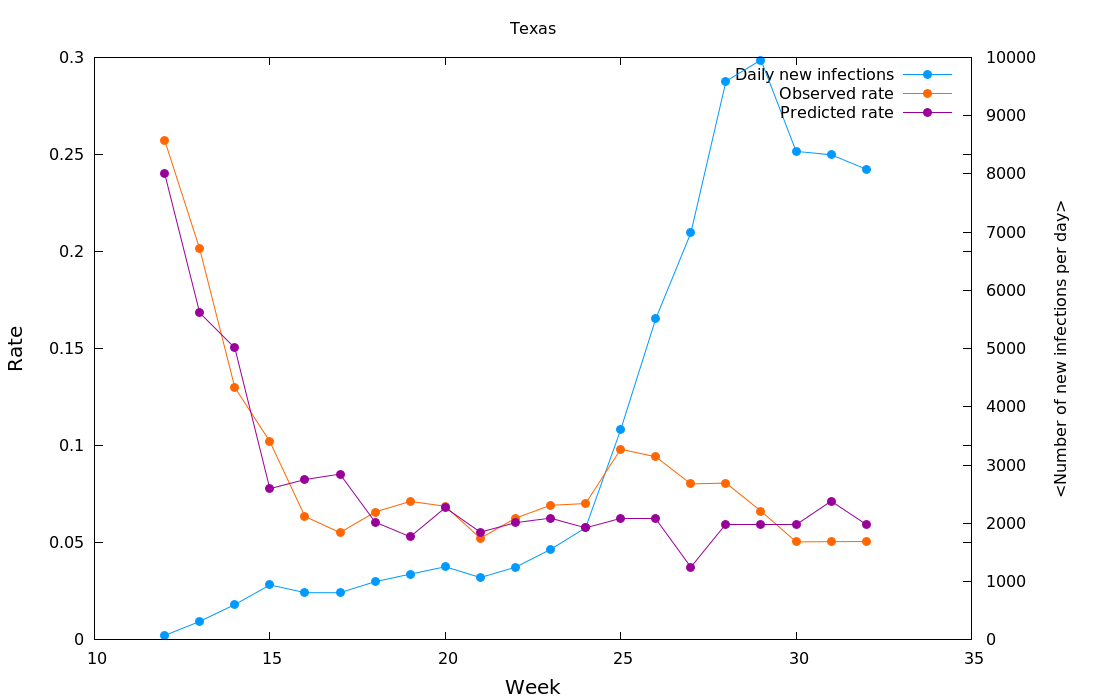 Texas
Daily new infections
Observed rate
Predicted rate
0.3
0.25
0.2
0.15
0.1
0.05
0
Rate
10000
9000
8000
7000
6000
5000
4000
3000
2000
1000
0
<Number of new infections per day>
10 15 20 25 30 35
Week